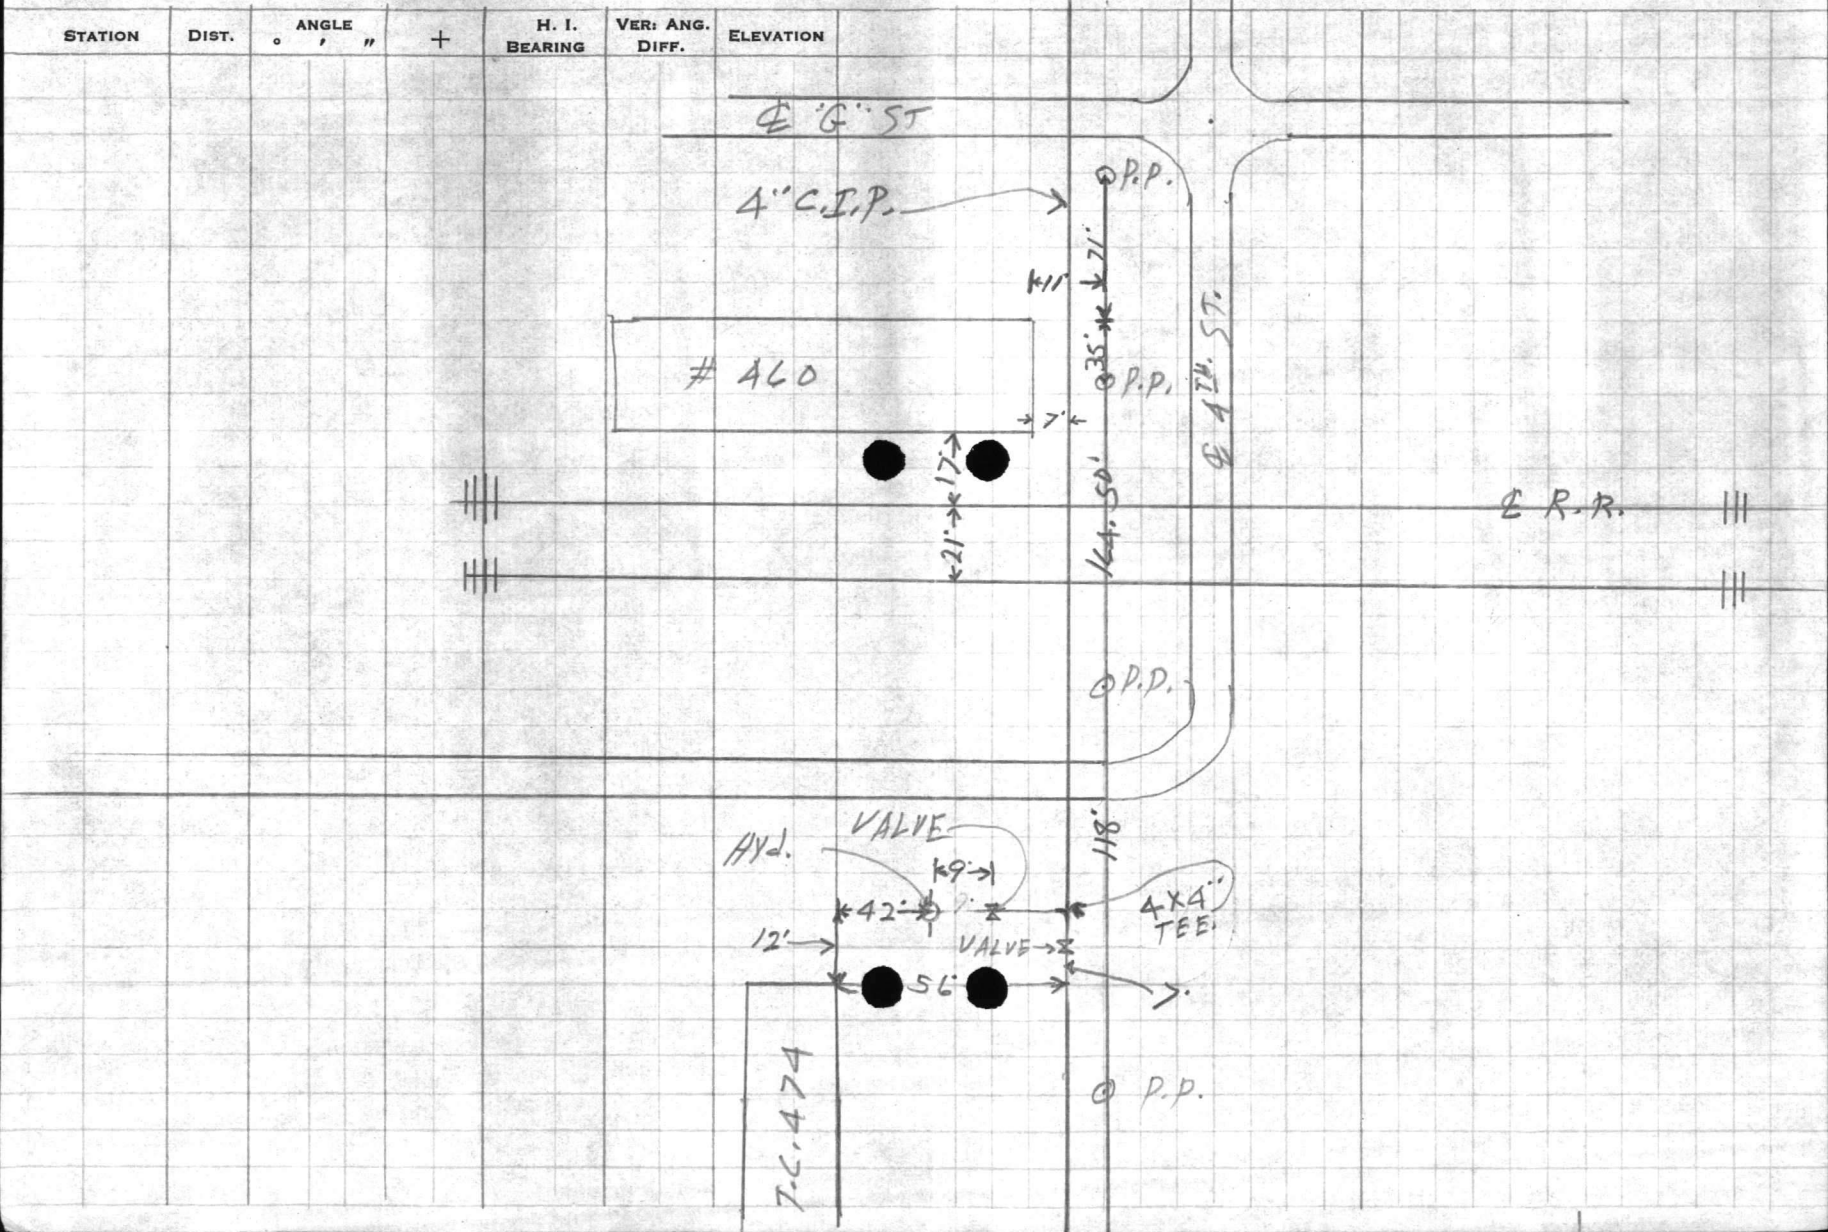 STATION DIST. ANGLE ° ' " + H. I. BEARING VER: ANG. DIFF. ELEVATION
℄ "G" ST
P.P.
4" C.I.P.
71'
11'
35'
# 460
P.P.
7'
℄ 4TH. ST.
17'
164.50'
℄ R.R.
21'
P.P.
118'
VALVE
Hyd.
9'
42'
4X4"
TEE.
12'
VALVE
56'
T.C. 474
P.P.